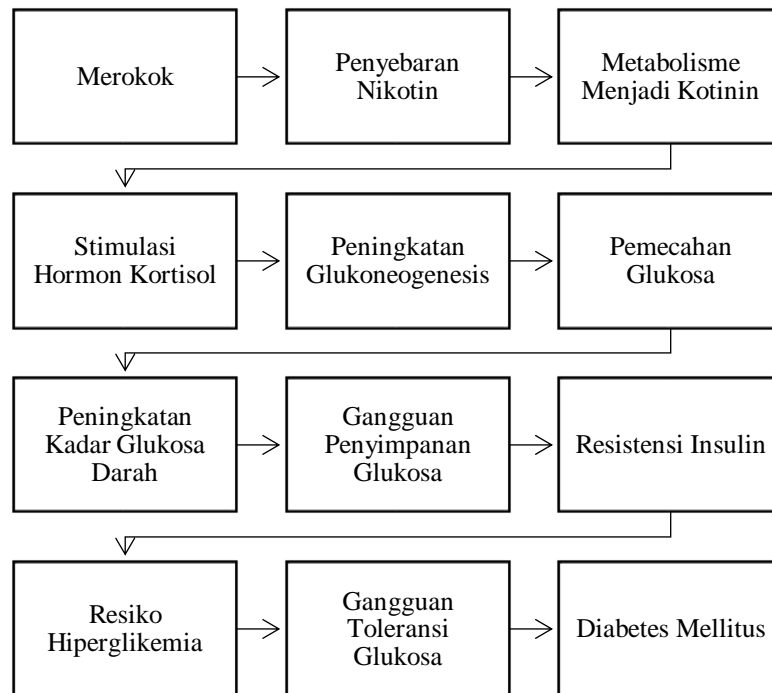 Merokok
Penyebaran
Nikotin
Metabolisme
Menjadi Kotinin
Stimulasi
Hormon Kortisol
Peningkatan
Glukoneogenesis
Pemecahan
Glukosa
Peningkatan
Kadar Glukosa
Darah
Gangguan
Penyimpanan
Glukosa
Resistensi Insulin
Resiko
Hiperglikemia
Gangguan
Toleransi
Glukosa
Diabetes Mellitus